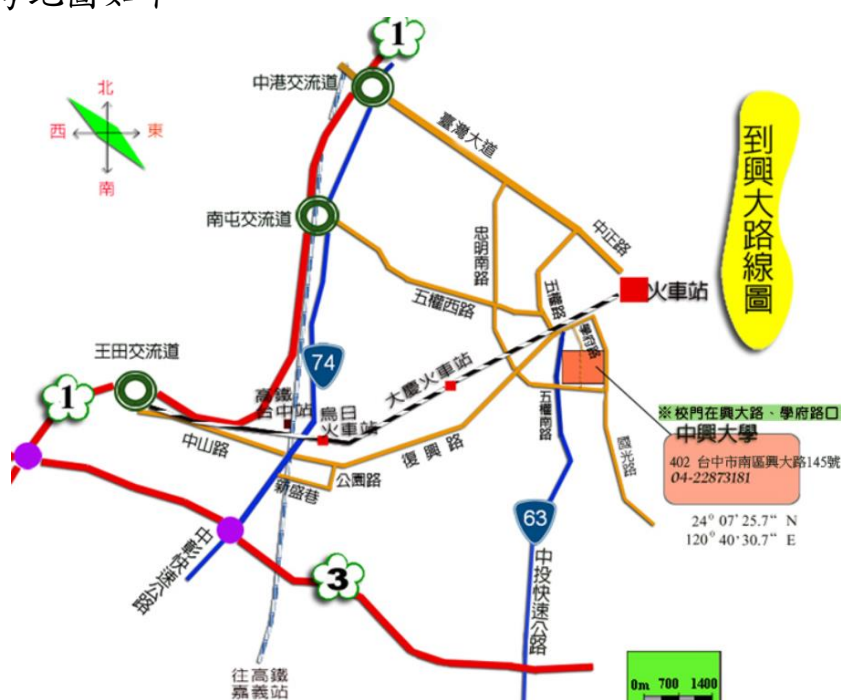 1
中港交流道
北
西
東
南
臺灣大道
到興大路線圖
南屯交流道
忠明南路
中正路
五權西路
五權路
火車站
學府路
王田交流道
74
大慶火車站
1
高鐵
台中站
烏日
火車站
五權南路
※校門在興大路、學府路口
中興大學
402 台中市南區興大路145號
04-22873181
24° 07' 25.7" N
120° 40' 30.7" E
中山路
復興路
國光路
公園路
63
中彰快速公路
3
中投快速公路
往高鐵
嘉義站
0m 700 1400